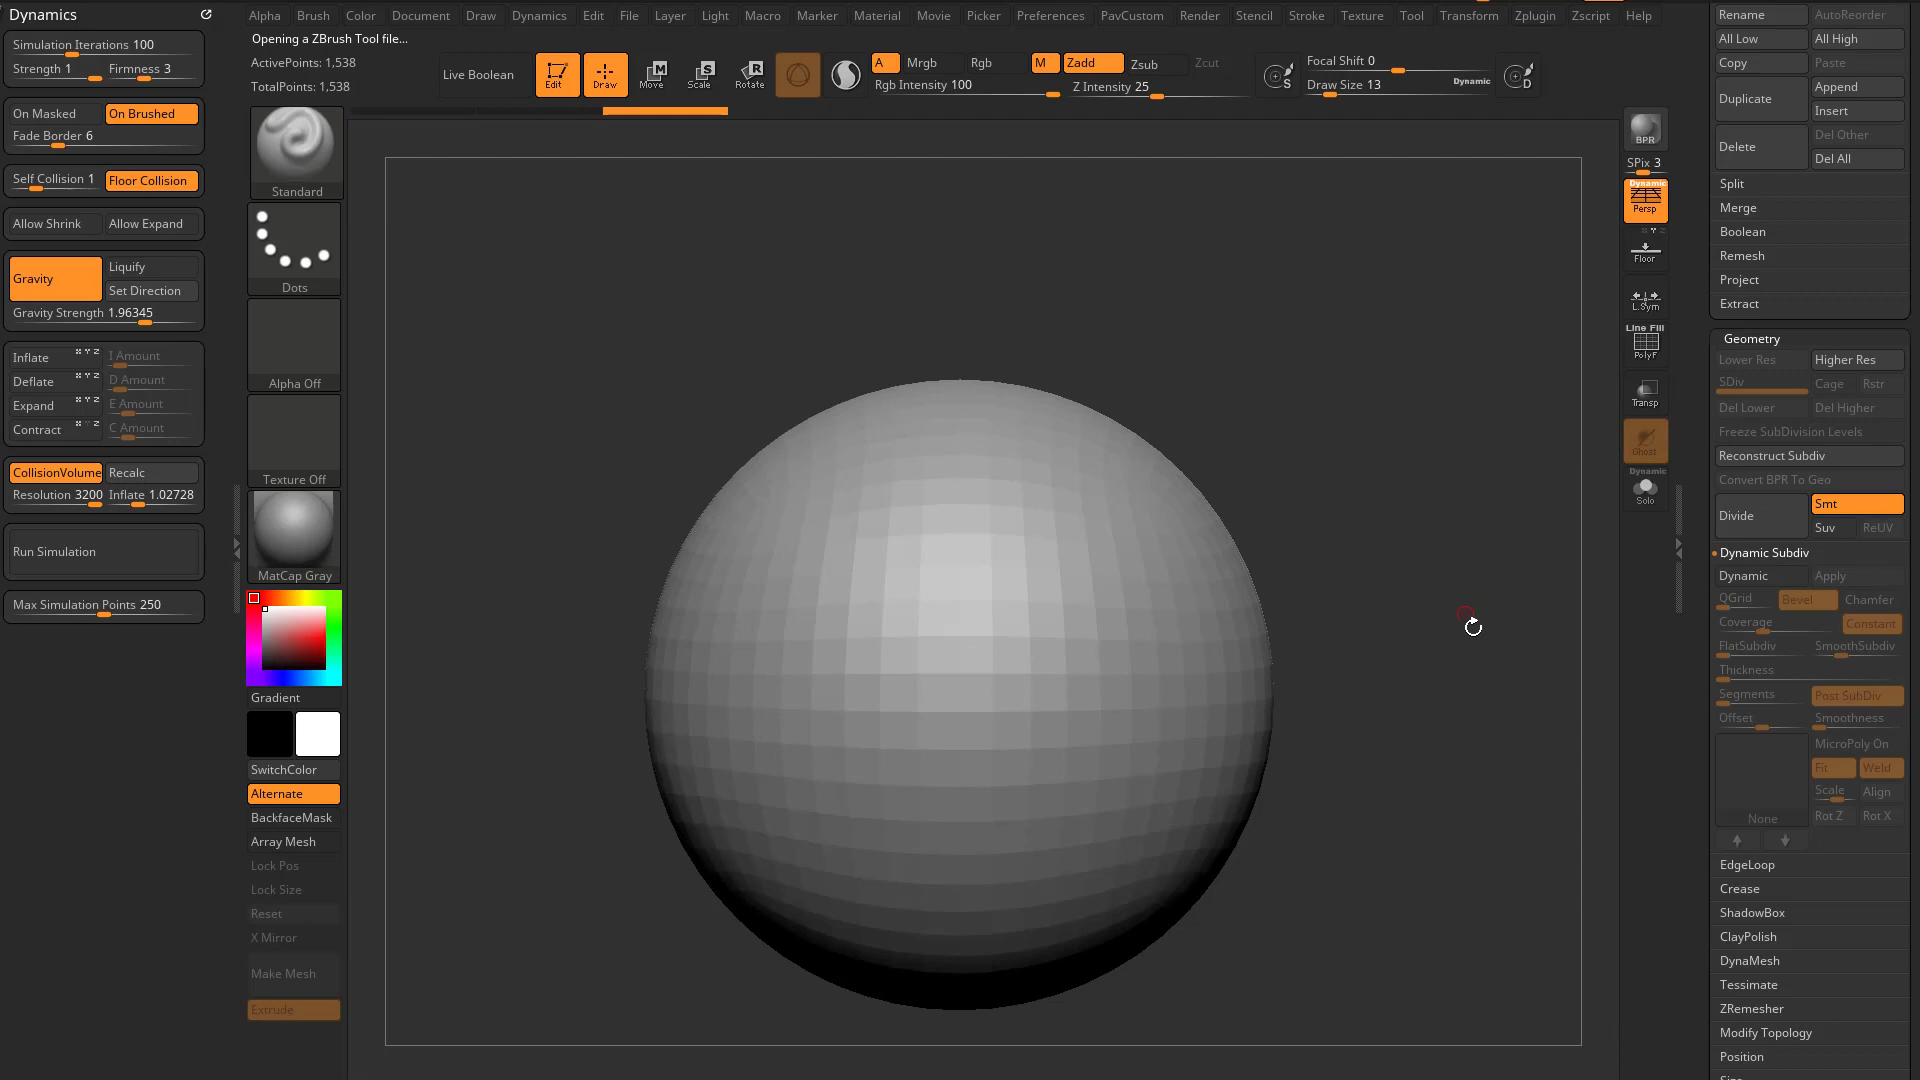 Dynamics
Alpha Brush Color Document Draw Dynamics Edit File Layer Light Macro Marker Material Movie Picker Preferences PavCustom Render Stencil Stroke Texture Tool Transform Zplugin Zscript Help
Opening a ZBrush Tool file...
ActivePoints: 1,538
TotalPoints: 1,538
Live Boolean
Edit
Draw
Move
Scale
Rotate
A Mrgb Rgb M Zadd Zsub Zcut
Rgb Intensity 100 Z Intensity 25
Focal Shift 0
Draw Size 13 Dynamic
S
D
Simulation Iterations 100
Strength 1 Firmness 3
On Masked On Brushed
Fade Border 6
Self Collision 1 Floor Collision
Allow Shrink Allow Expand
Gravity Liquify
Set Direction
Gravity Strength 1.96345
Inflate I Amount
Deflate D Amount
Expand E Amount
Contract C Amount
CollisionVolume Recalc
Resolution 3200 Inflate 1.02728
Run Simulation
Max Simulation Points 250
Standard
Dots
Alpha Off
Texture Off
MatCap Gray
Gradient
SwitchColor
Alternate
BackfaceMask
Array Mesh
Lock Pos
Lock Size
Reset
X Mirror
Make Mesh
Extrude
BPR
SPix 3
Dynamic
Persp
Floor
L.Sym
Line Fill
PolyF
Transp
Ghost
Dynamic
Solo
Rename AutoReorder
All Low All High
Copy Paste
Duplicate Append
Insert
Delete Del Other
Del All
Split
Merge
Boolean
Remesh
Project
Extract
Geometry
Lower Res Higher Res
SDiv Cage Rstr
Del Lower Del Higher
Freeze SubDivision Levels
Reconstruct Subdiv
Convert BPR To Geo
Divide Smt
Suv ReUV
Dynamic Subdiv
Dynamic Apply
QGrid Bevel Chamfer
Coverage Constant
FlatSubdiv SmoothSubdiv
Thickness
Segments Post SubDiv
Offset Smoothness
MicroPoly On
Fit Weld
Scale Align
None Rot Z Rot X
EdgeLoop
Crease
ShadowBox
ClayPolish
DynaMesh
Tessimate
ZRemesher
Modify Topology
Position